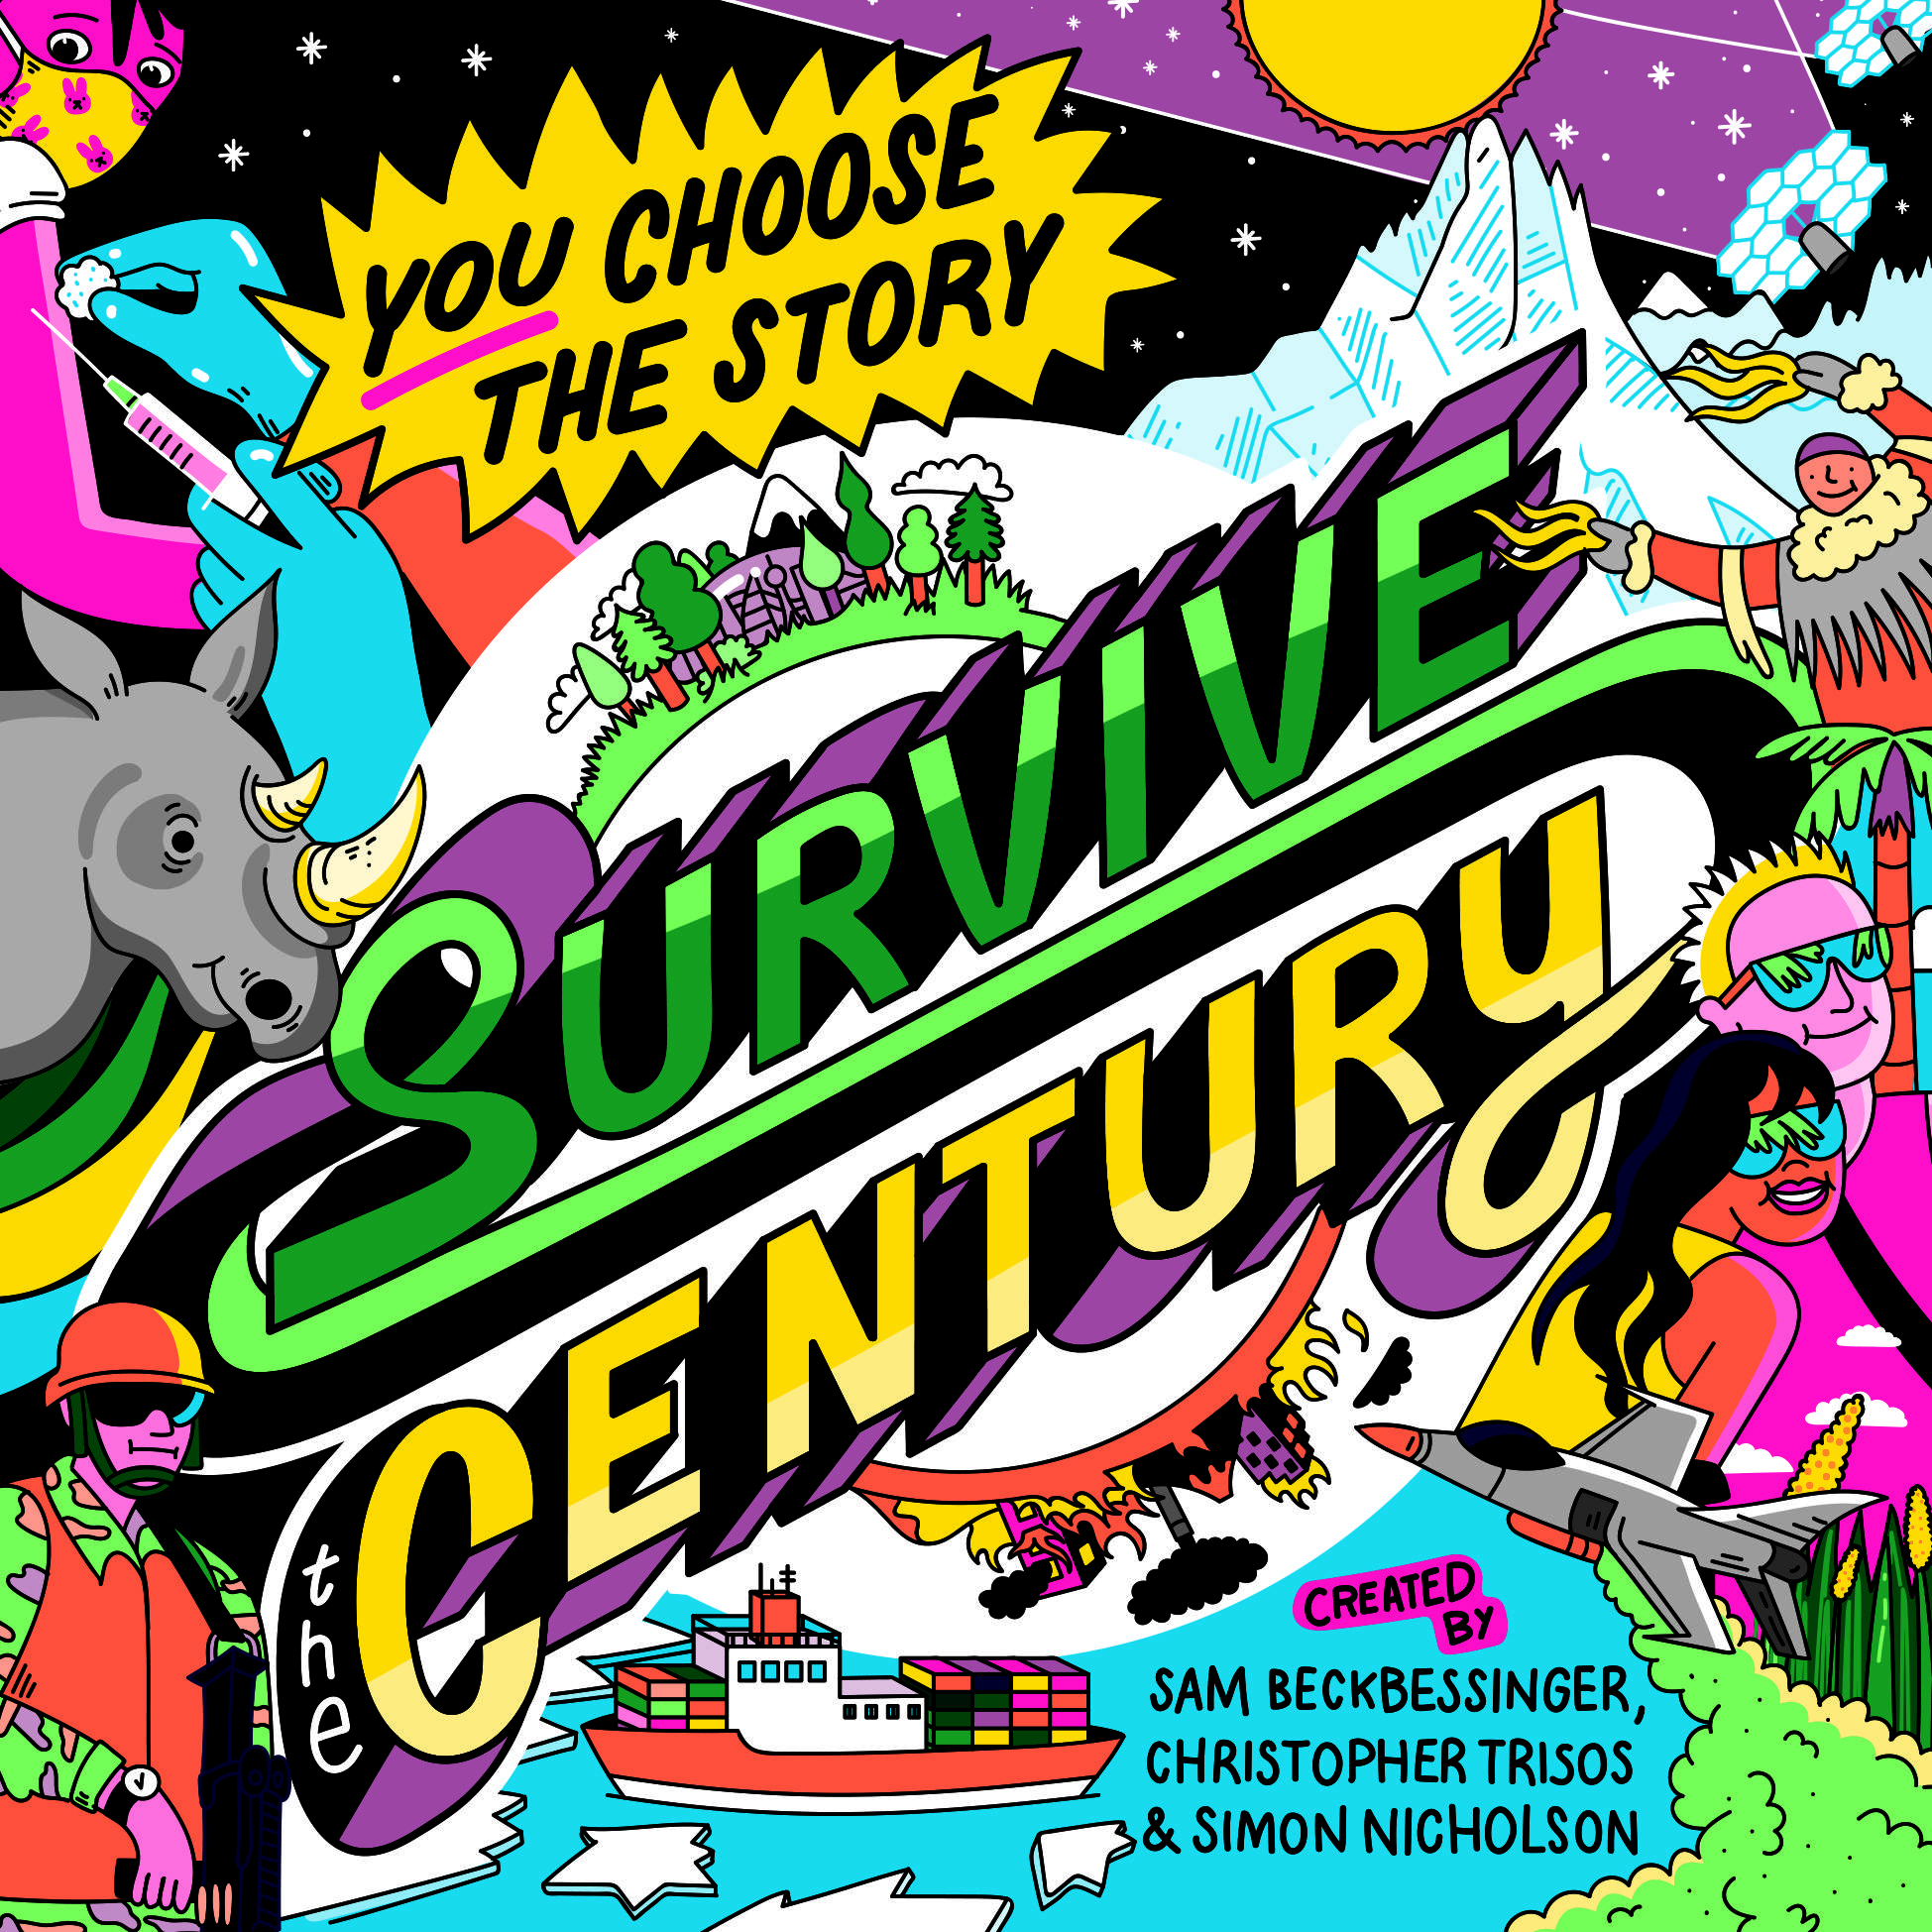 YOU CHOOSE
THE STORY
SURVIVE
the CENTURY
CREATED
BY
SAM BECKBESSINGER,
CHRISTOPHER TRISOS
& SIMON NICHOLSON